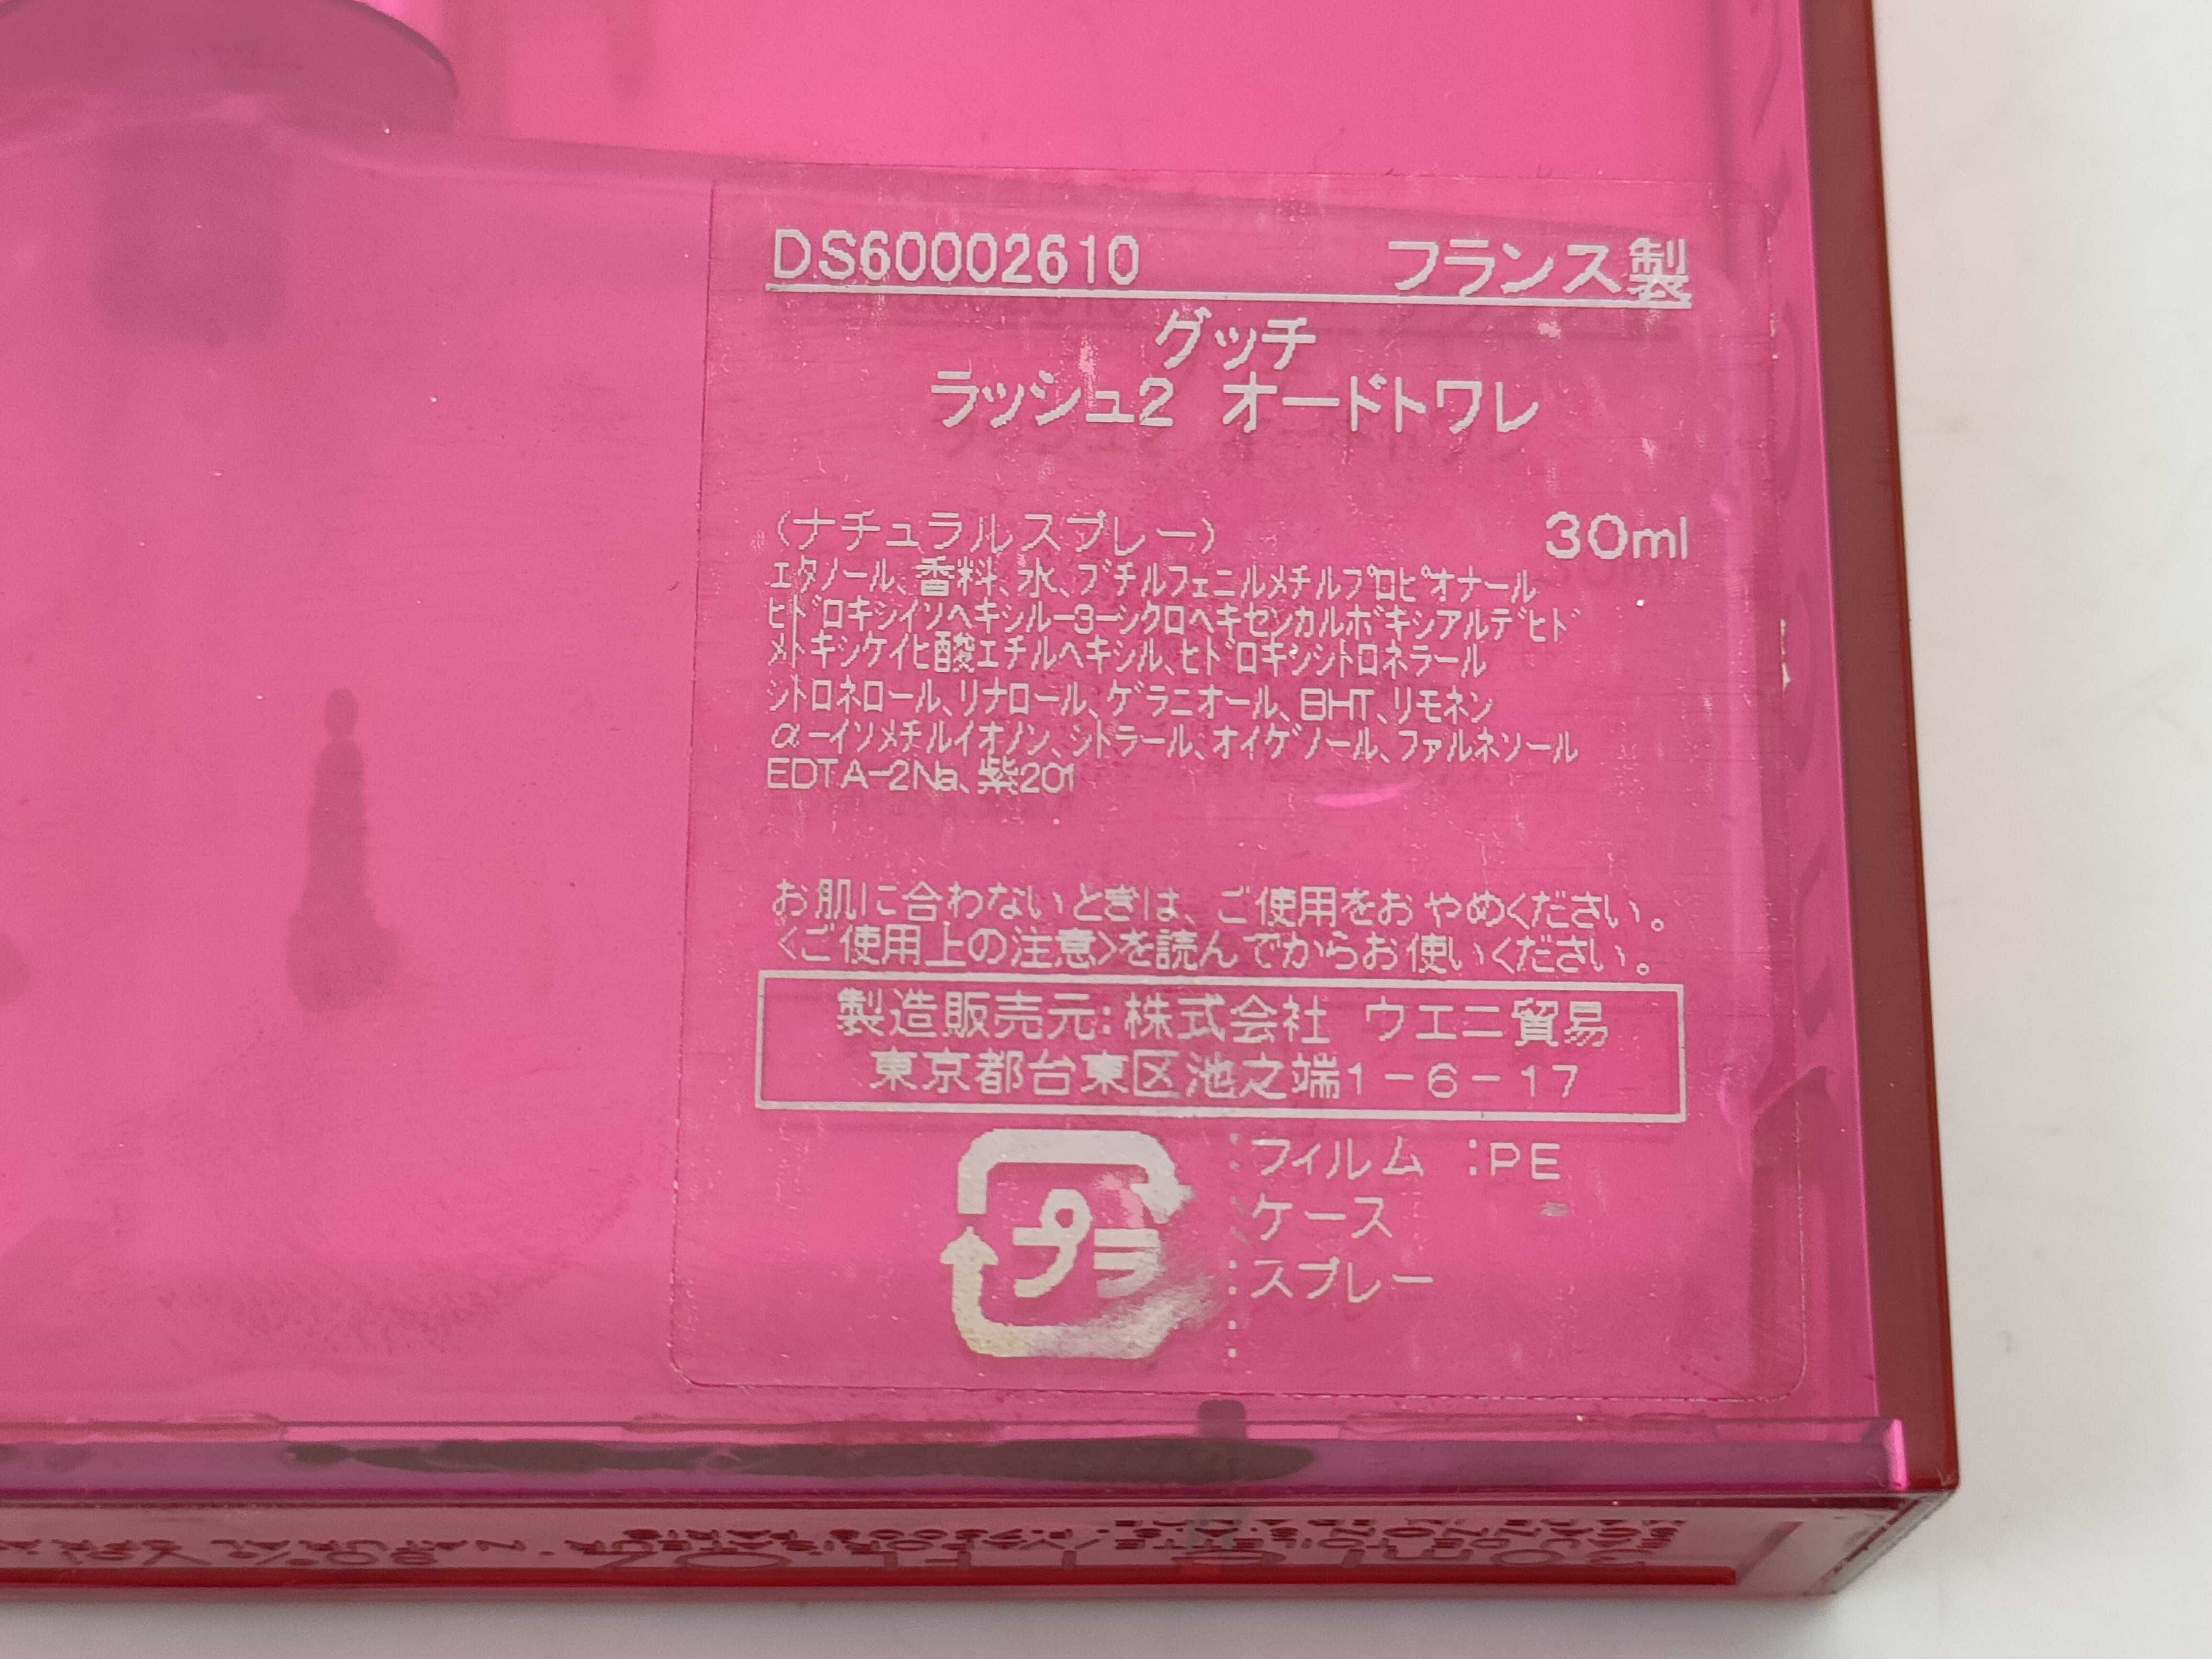 DS60002610 フランス製
グッチ
ラッシュ2 オードトワレ
(ナチュラルスプレー) 30ml
エタノール、香料、水、ブチルフェニルメチルプロピオナール
ヒドロキシイソヘキシル-3-シクロヘキセンカルボキシアルデヒド
メトキシケイヒ酸エチルヘキシル、ヒドロキシシトロネラール
シトロネロール、リナロール、ゲラニオール、BHT、リモネン
α-イソメチルイオノン、シトラール、オイゲノール、ファルネソール
EDTA-2Na、紫201
お肌に合わないときは、ご使用をおやめください。
<ご使用上の注意>を読んでからお使いください。
製造販売元:株式会社 ウエニ貿易
東京都台東区池之端1-6-17
プラ
:フィルム :PE
:ケース
:スプレー